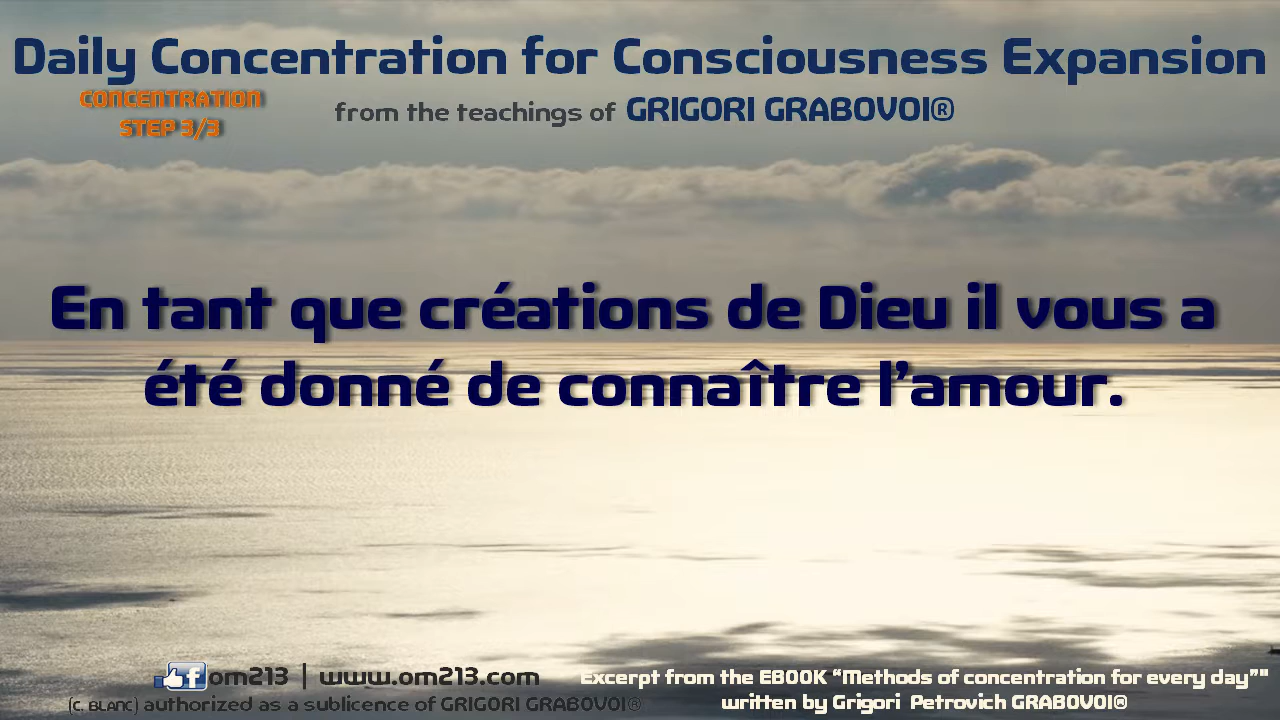 Daily Concentration for Consciousness Expansion
CONCENTRATION
STEP 3/3
from the teachings of GRIGORI GRABOVOI®
En tant que créations de Dieu il vous a
été donné de connaître l'amour.
om213 | www.om213.com
(C. BLANC) authorized as a sublicence of GRIGORI GRABOVOI®
Excerpt from the EBOOK “Methods of concentration for every day”"
written by Grigori Petrovich GRABOVOI®